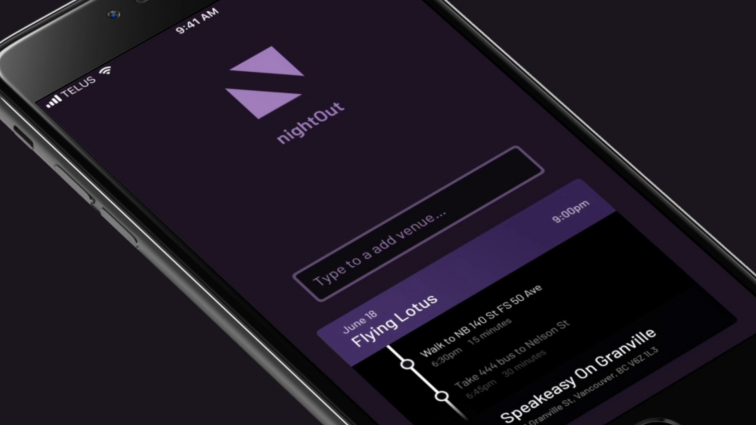 TELUS
9:41 AM
nightOut
Type to a add venue...
June 18
Flying Lotus
9:00pm
Walk to NB 140 St FS 50 Ave
6:30pm 15 minutes
Take 444 bus to Nelson St
6:45pm 30 minutes
Speakeasy On Granville
Granville St, Vancouver, BC V6Z 1L3